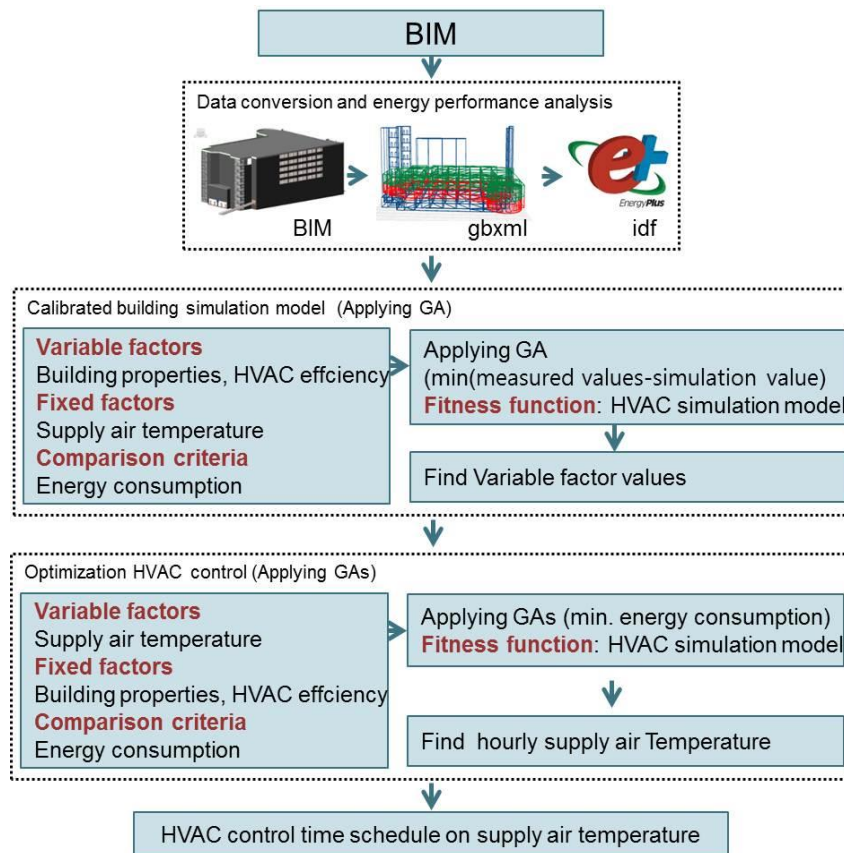 BIM
Data conversion and energy performance analysis
EnergyPlus
BIM
gbxml
idf
Calibrated building simulation model (Applying GA)
Variable factors
Building properties, HVAC effciency
Fixed factors
Supply air temperature
Comparison criteria
Energy consumption
Applying GA
(min(measured values-simulation value)
Fitness function: HVAC simulation model
Find Variable factor values
Optimization HVAC control (Applying GAs)
Variable factors
Supply air temperature
Fixed factors
Building properties, HVAC effciency
Comparison criteria
Energy consumption
Applying GAs (min. energy consumption)
Fitness function: HVAC simulation model
Find hourly supply air Temperature
HVAC control time schedule on supply air temperature